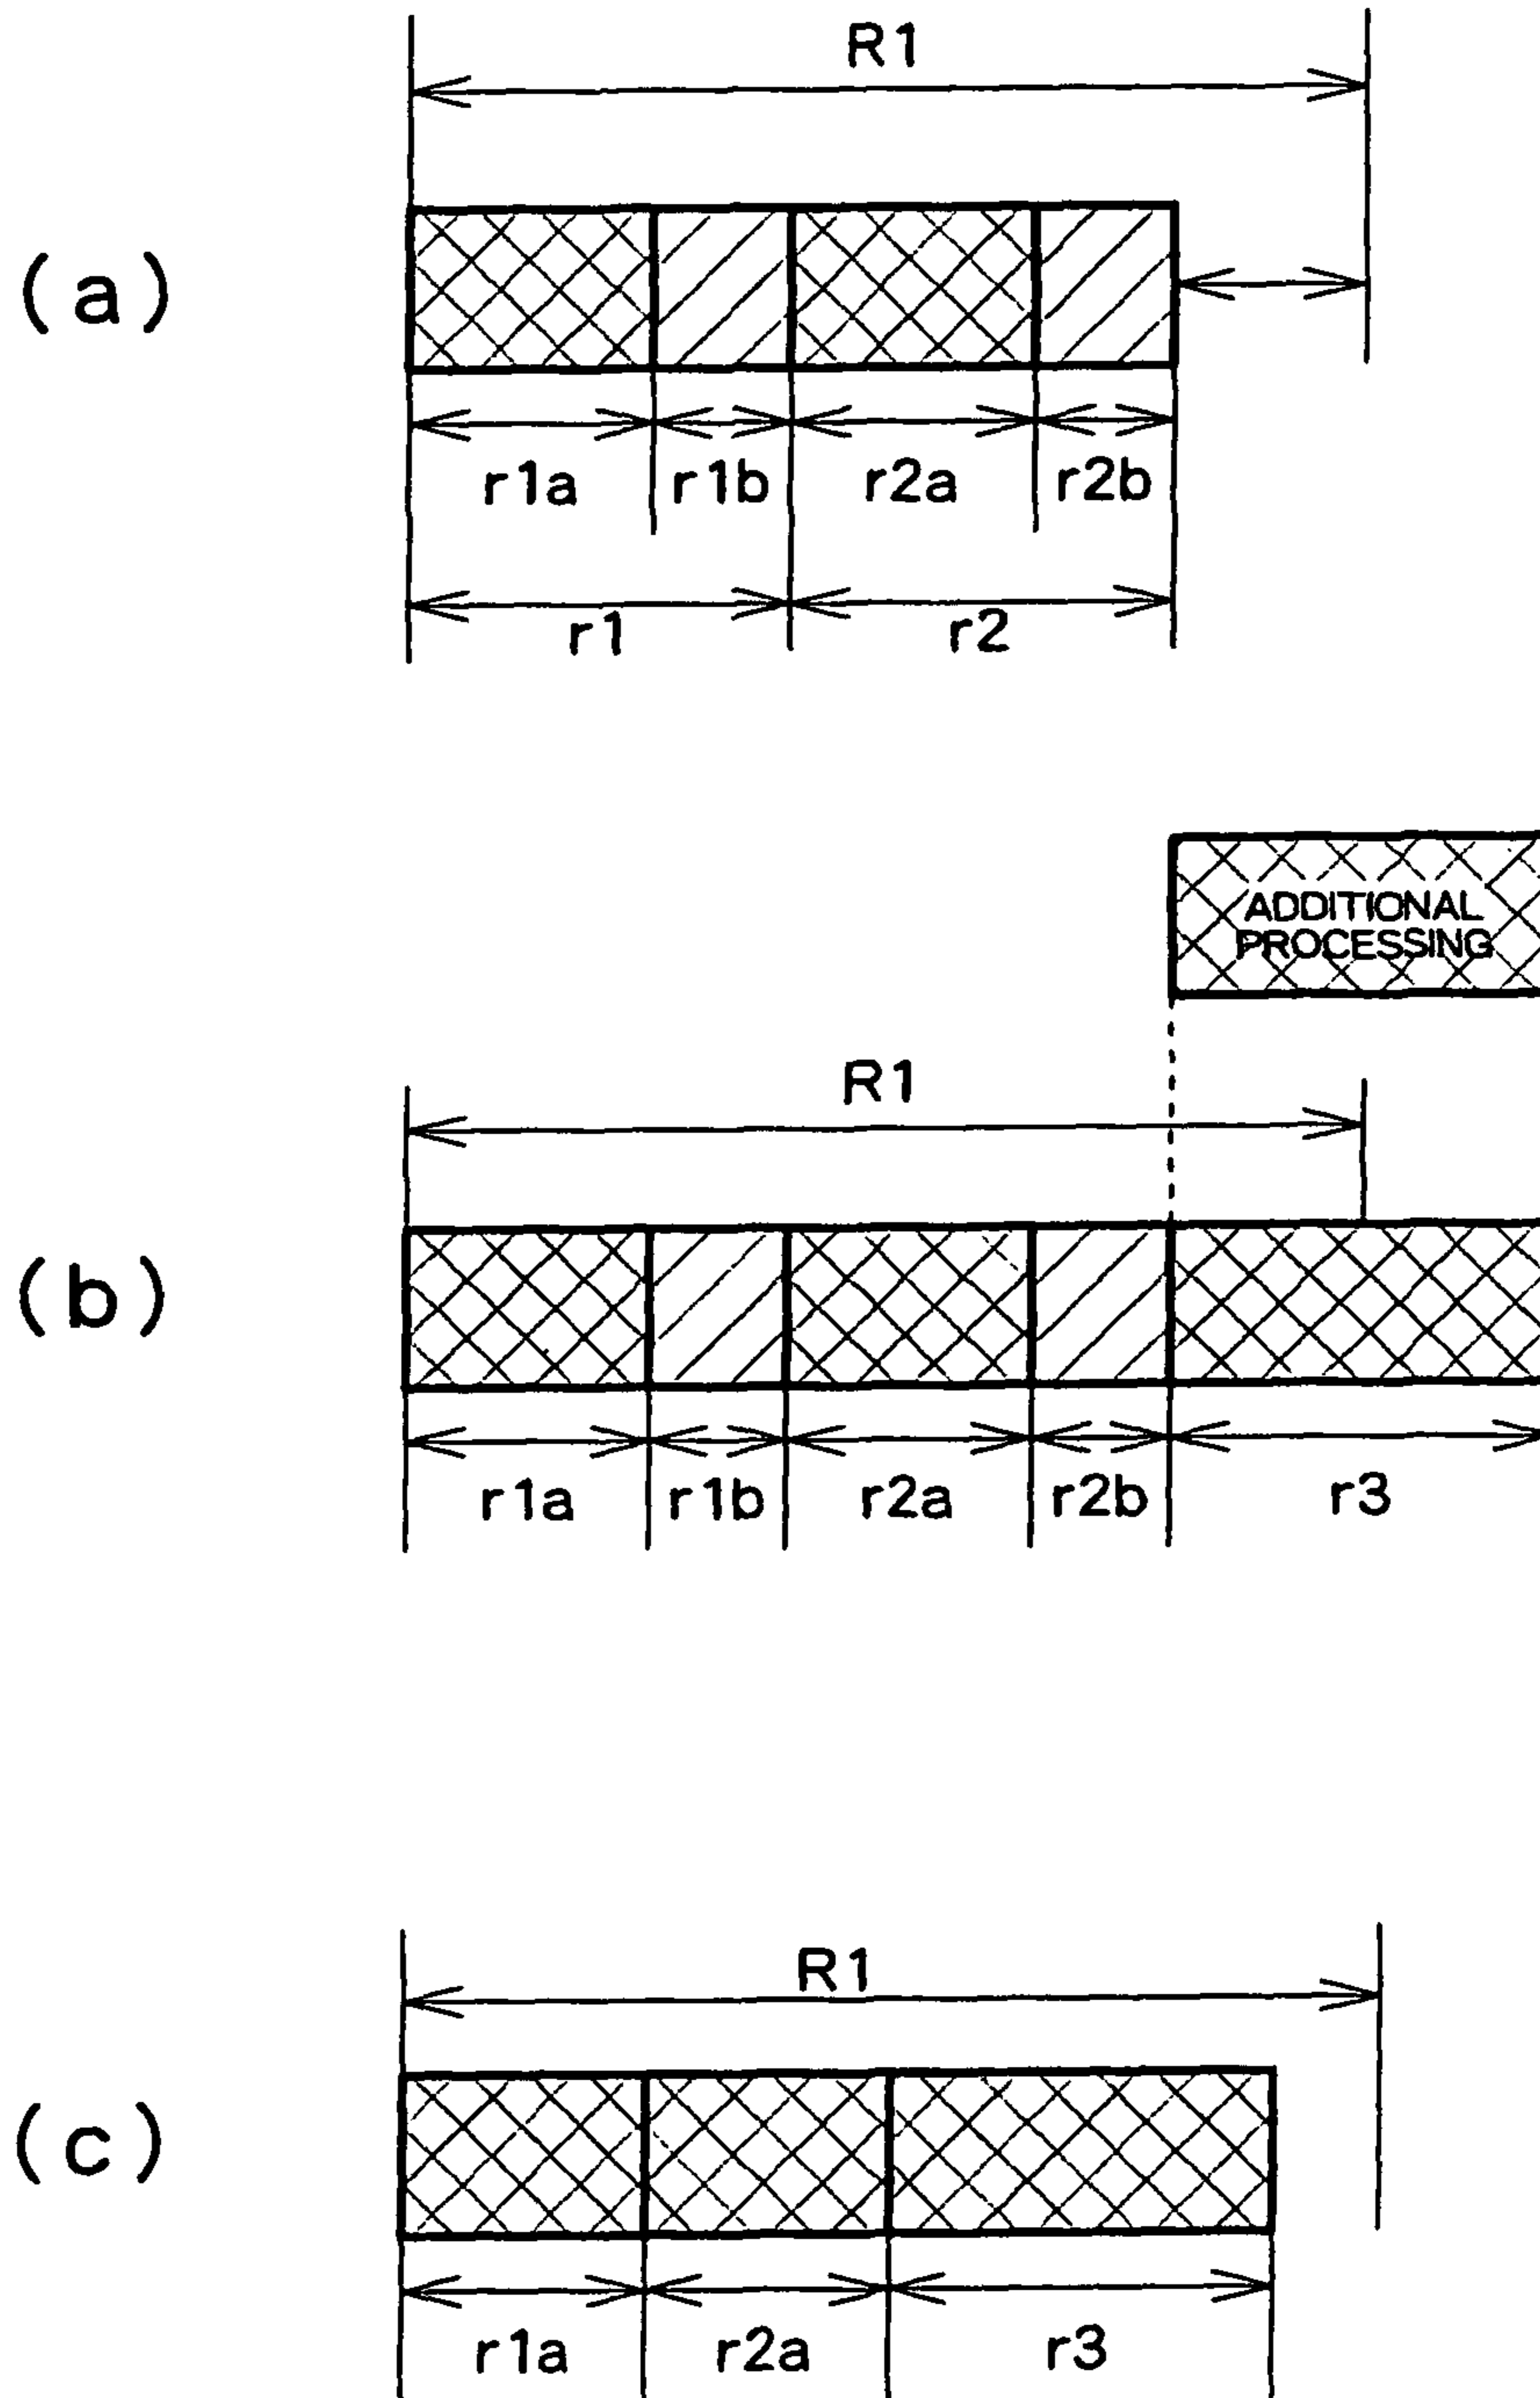 R1
(a)
r1a r1b r2a r2b
r1 r2
ADDITIONAL
PROCESSING
R1
(b)
r1a r1b r2a r2b r3
R1
(c)
r1a r2a r3